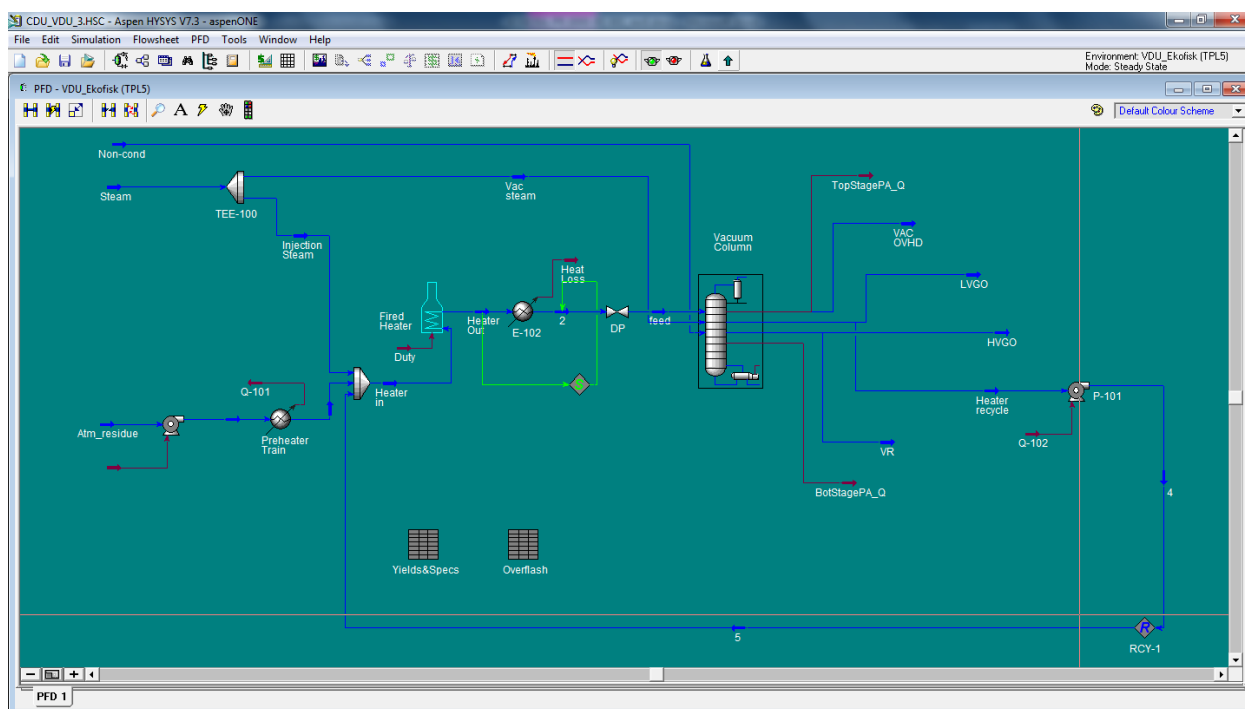 CDU_VDU_3.HSC - Aspen HYSYS V7.3 - aspenONE
File Edit Simulation Flowsheet PFD Tools Window Help
Environment: VDU_Ekofisk (TPL5)
Mode: Steady State
PFD - VDU_Ekofisk (TPL5)
A
Default Colour Scheme
Non-cond
Steam
TEE-100
Vac
steam
TopStagePA_Q
Injection
Steam
VAC
OVHD
Vacuum
Column
Heat
Loss
LVGO
Fired
Heater
Heater
Out
E-102
2
DP
feed
HVGO
Duty
S
Q-101
Heater
in
Heater
recycle
P-101
Atm_residue
Preheater
Train
Q-102
VR
BotStagePA_Q
4
Yields&Specs
Overflash
5
R
RCY-1
PFD 1